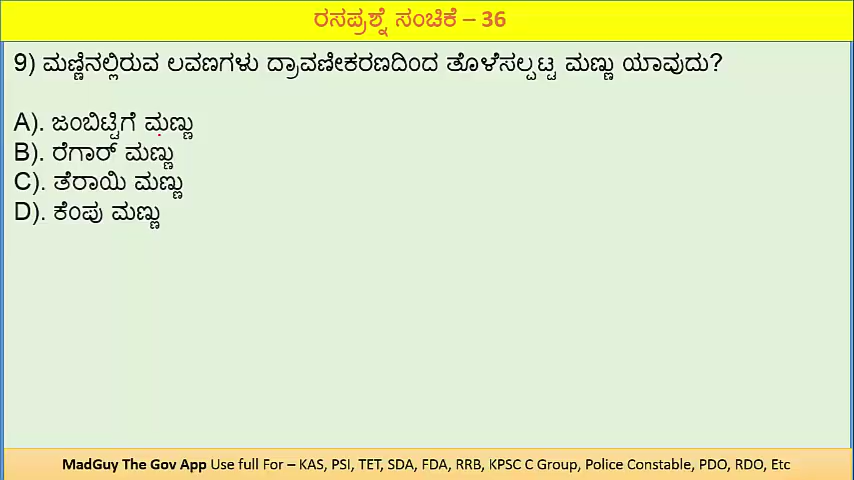 ರಸಪ್ರಶ್ನೆ ಸಂಚಿಕೆ – 36
9) ಮಣ್ಣಿನಲ್ಲಿರುವ ಲವಣಗಳು ದ್ರಾವಣೀಕರಣದಿಂದ ತೊಳೆಸಲ್ಪಟ್ಟ ಮಣ್ಣು ಯಾವುದು?
A). ಜಂಬಿಟ್ಟಿಗೆ ಮಣ್ಣು
B). ರೆಗಾರ್ ಮಣ್ಣು
C). ತೆರಾಯಿ ಮಣ್ಣು
D). ಕೆಂಪು ಮಣ್ಣು
MadGuy The Gov App Use full For – KAS, PSI, TET, SDA, FDA, RRB, KPSC C Group, Police Constable, PDO, RDO, Etc